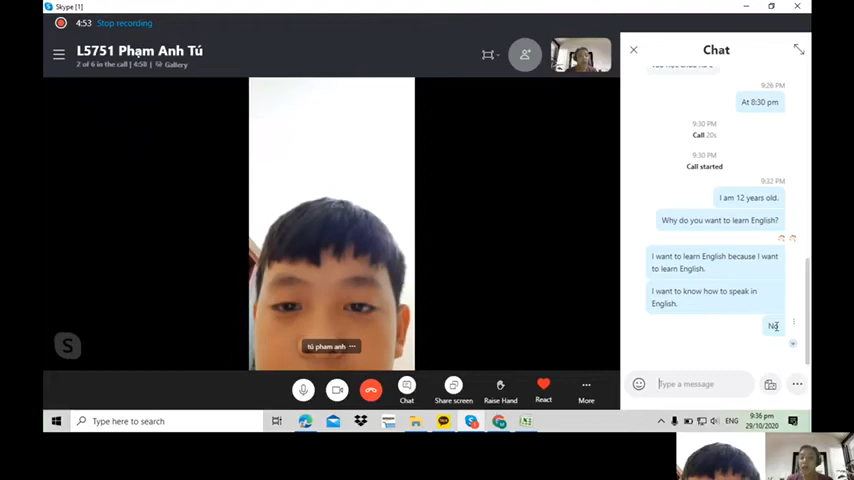 Skype [1]
4:53 Stop recording
L5751 Phạm Anh Tú
2 of 6 in the call | 4:58 | Gallery
tú pham anh
Chat
Share screen
Raise Hand
React
More
Chat
9:26 PM
At 8:30 pm
9:30 PM
Call 20s
9:30 PM
Call started
9:32 PM
I am 12 years old.
Why do you want to learn English?
I want to learn English because I want
to learn English.
I want to know how to speak in
English.
Type a message
Type here to search
ENG
9:36 pm
29/10/2020